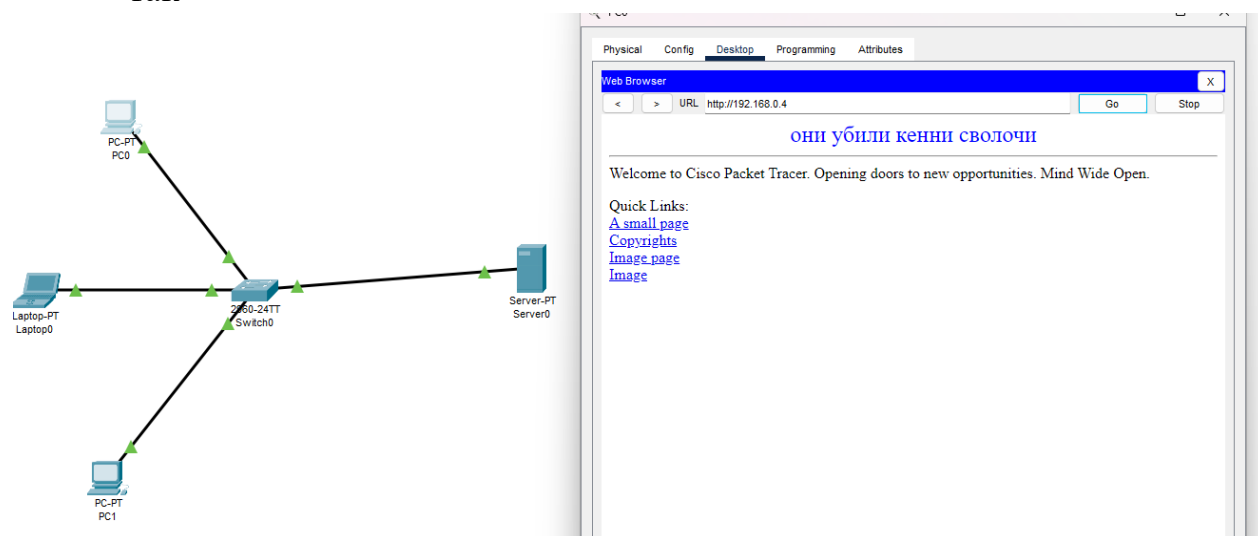 Physical Config Desktop Programming Attributes
Web Browser X
< > URL http://192.168.0.4 Go Stop
они убили кенни сволочи
Welcome to Cisco Packet Tracer. Opening doors to new opportunities. Mind Wide Open.
Quick Links:
A small page
Copyrights
Image page
Image
PC-PT
PC0
Laptop-PT
Laptop0
2960-24TT
Switch0
Server-PT
Server0
PC-PT
PC1